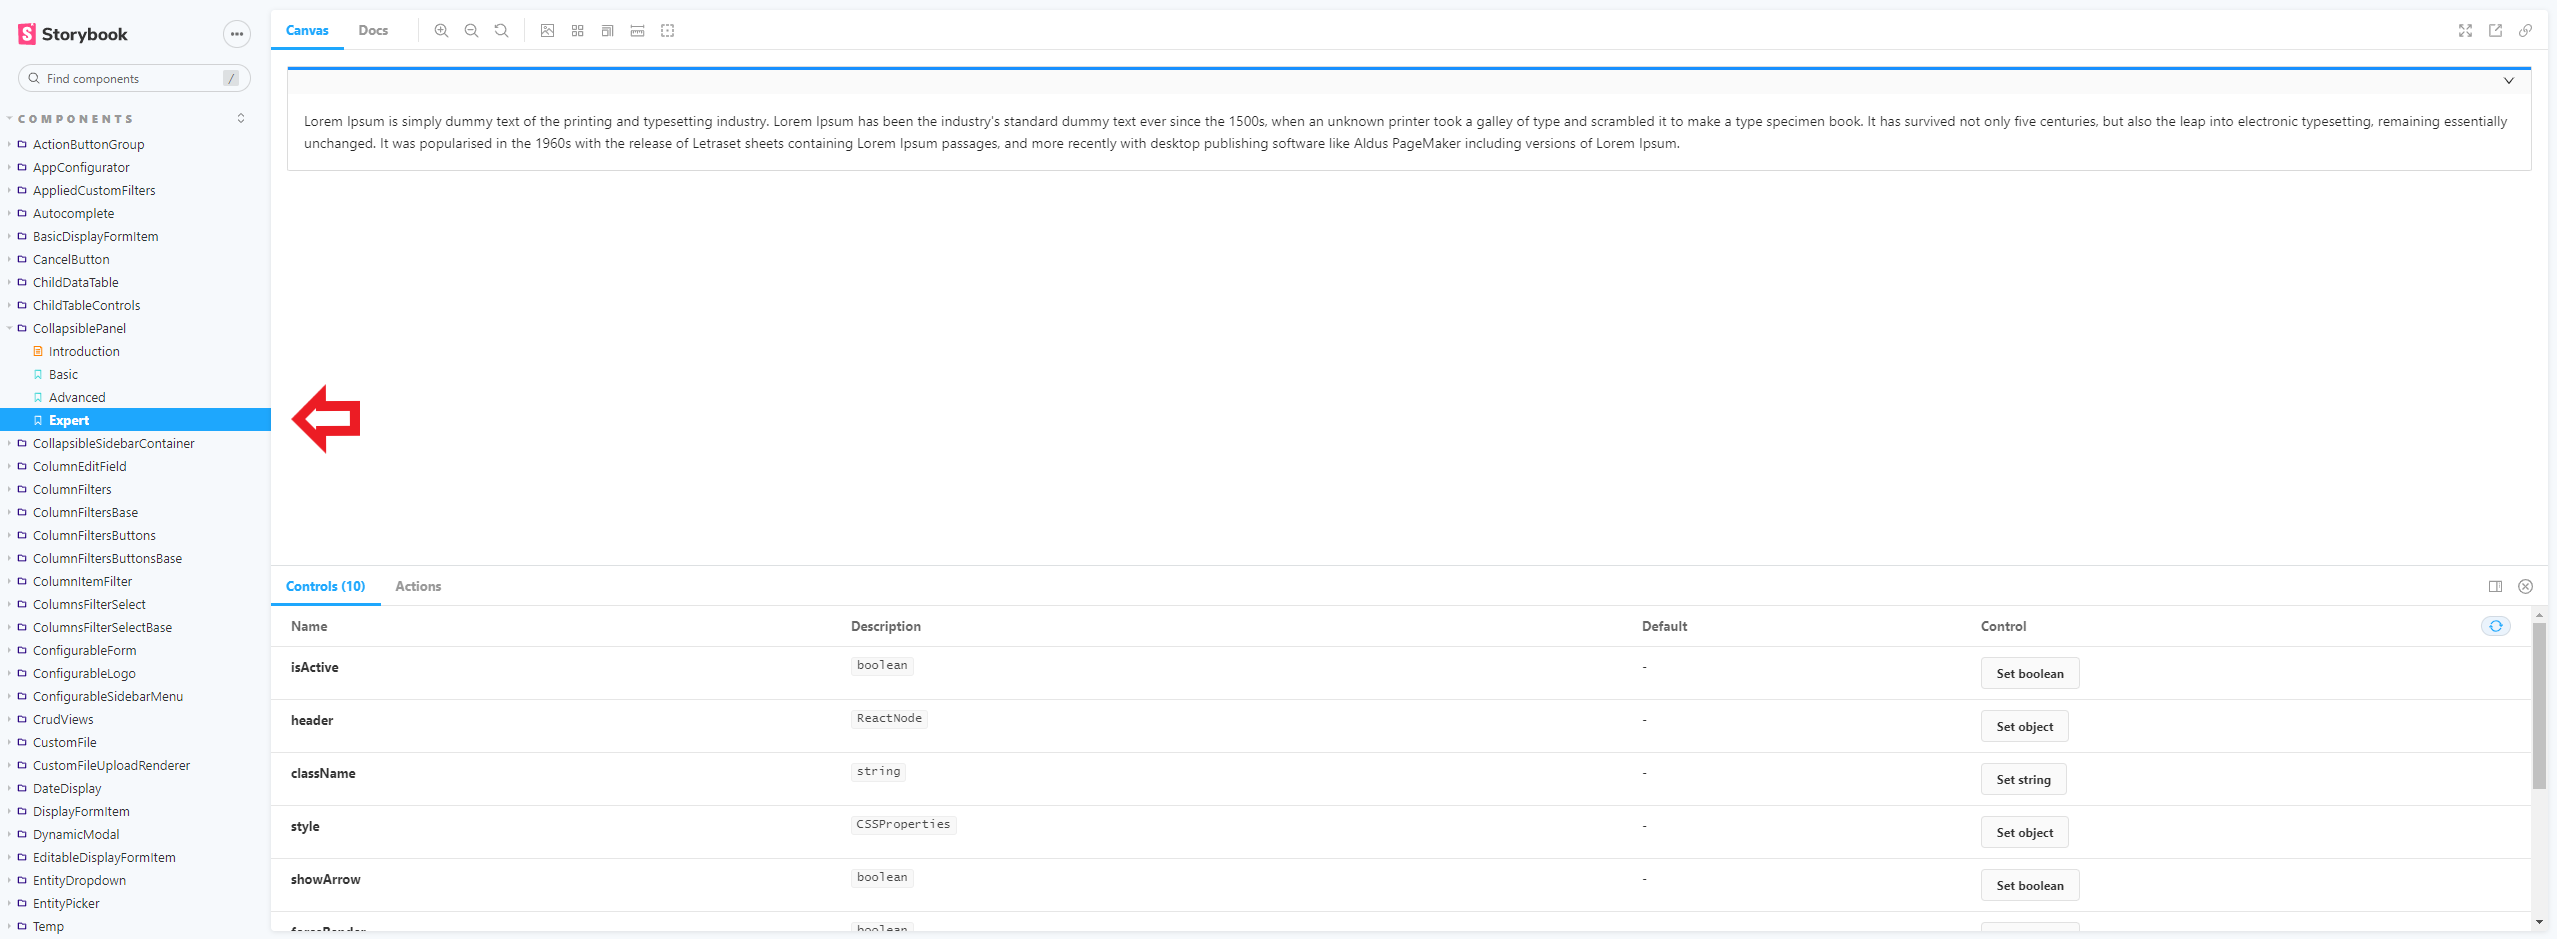 Storybook
Find components
/
COMPONENTS
ActionButtonGroup
AppConfigurator
AppliedCustomFilters
Autocomplete
BasicDisplayFormItem
CancelButton
ChildDataTable
ChildTableControls
CollapsiblePanel
Introduction
Basic
Advanced
Expert
CollapsibleSidebarContainer
ColumnEditField
ColumnFilters
ColumnFiltersBase
ColumnFiltersButtons
ColumnFiltersButtonsBase
ColumnItemFilter
ColumnsFilterSelect
ColumnsFilterSelectBase
ConfigurableForm
ConfigurableLogo
ConfigurableSidebarMenu
CrudViews
CustomFile
CustomFileUploadRenderer
DateDisplay
DisplayFormItem
DynamicModal
EditableDisplayFormItem
EntityDropdown
EntityPicker
Temp
Canvas Docs
Lorem Ipsum is simply dummy text of the printing and typesetting industry. Lorem Ipsum has been the industry's standard dummy text ever since the 1500s, when an unknown printer took a galley of type and scrambled it to make a type specimen book. It has survived not only five centuries, but also the leap into electronic typesetting, remaining essentially
unchanged. It was popularised in the 1960s with the release of Letraset sheets containing Lorem Ipsum passages, and more recently with desktop publishing software like Aldus PageMaker including versions of Lorem Ipsum.
Controls (10) Actions
Name Description Default Control
isActive boolean - Set boolean
header ReactNode - Set object
className string - Set string
style CSSProperties - Set object
showArrow boolean - Set boolean
forceRender boolean